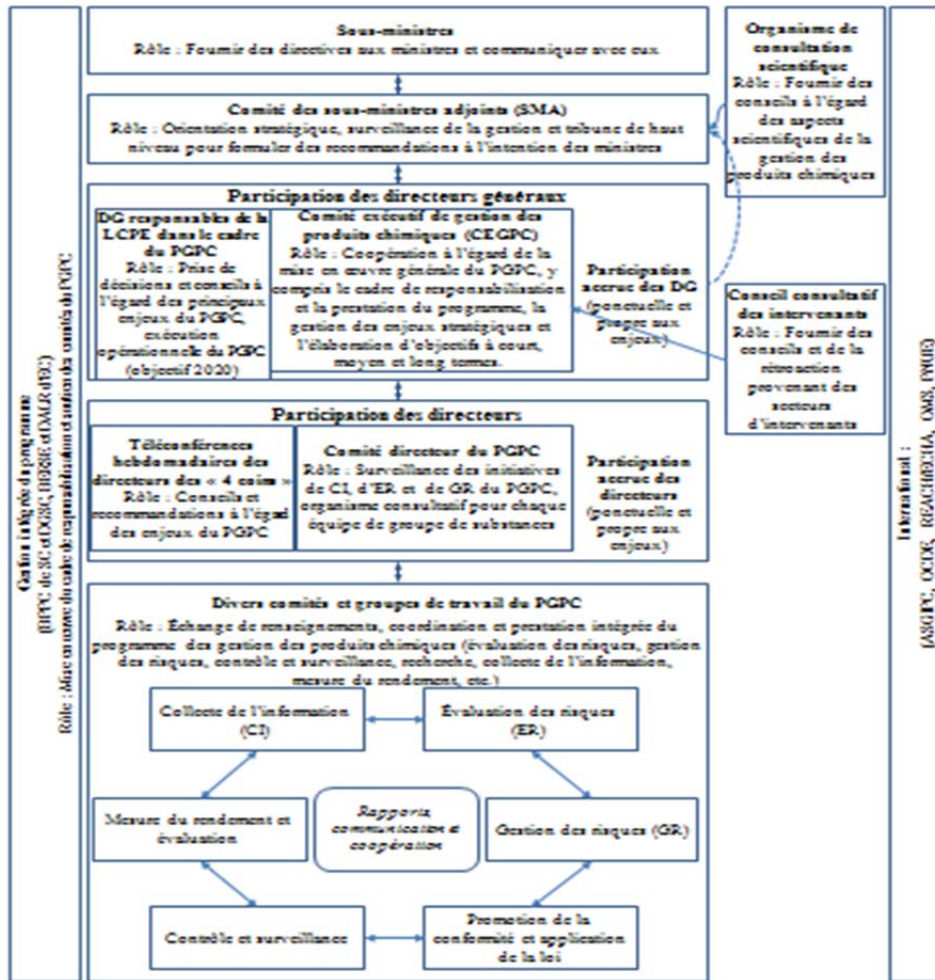 Sous-ministres
Rôle : Fournir des directives aux ministres et communiquer avec eux
Comité des sous-ministres adjoints (SMA)
Rôle : Orientation stratégique, surveillance de la gestion et tribune de haut
niveau pour formuler des recommandations à l'intention des ministres
Participation des directeurs généraux
DG responsables de la
LCPE dans le cadre
du PGPC
Rôle : Prise de
décisions et conseils à
l'égard des principaux
enjeux du PGPC,
exécution
opérationnelle du PGPC
(objectif 2020)
Comité exécutif de gestion des
produits chimiques (CEGPC)
Rôle : Coopération à l'égard de la
mise en œuvre générale du PGPC, y
compris le cadre de responsabilisation
et la prestation du programme, la
gestion des enjeux stratégiques et
l'élaboration d'objectifs à court,
moyen et long termes.
Participation
accrue des DG
(ponctuelle et
propre aux
enjeux)
Participation des directeurs
Téléconférences
hebdomadaires des
directeurs des « 4 coins »
Rôle : Conseils et
recommandations à l'égad
des enjeux du PGPC
Comité directeur du PGPC
Rôle : Surveillance des initiatives
de CI, d'ER et de GR du PGPC,
organisme consultatif pour chaque
équipe de groupe de substances
Participation
accrue des
directeurs
(ponctuelle et
propre aux
enjeux)
Divers comités et groupes de travail du PGPC
Rôle : Échange de renseignements, coordination et prestation intégrée du
programme des gestion des produits chimiques (évaluation des risques, gestion
des risques, contrôle et surveillance, recherche, collecte de l'information,
mesure du rendement, etc.)
Collecte de l'information
(CI)
Évaluation des risques
(ER)
Mesure du rendement et
évaluation
Rapports,
communication et
coopération
Gestion des risques (GR)
Contrôle et surveillance
Promotion de la
conformité et application
de la loi
Organisme de
consultation
scientifique
Rôle : Fournir des
conseils à l'égard
des aspects
scientifiques de la
gestion des
produits chimiques
Conseil consultatif
des intervenants
Rôle : Fournir des
conseils et de la
rétroaction
provenant des
secteurs
d'intervenants
Gestion intégrée du programme
Rôle : Mise en œuvre du cadre de responsabilisation et soutien des comités du PGPC
International :